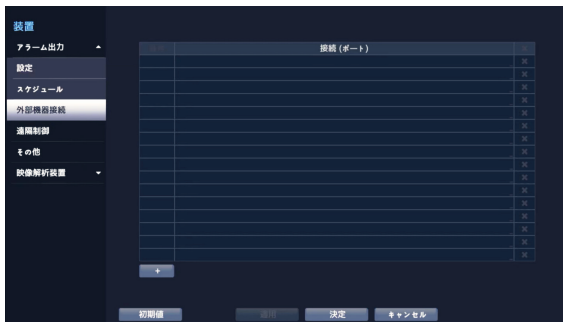 装置
アラーム出力
設定
スケジュール
外部機器接続
遠隔制御
その他
映像解析装置
接続 (ポート)
+
初期値
適用
決定
キャンセル